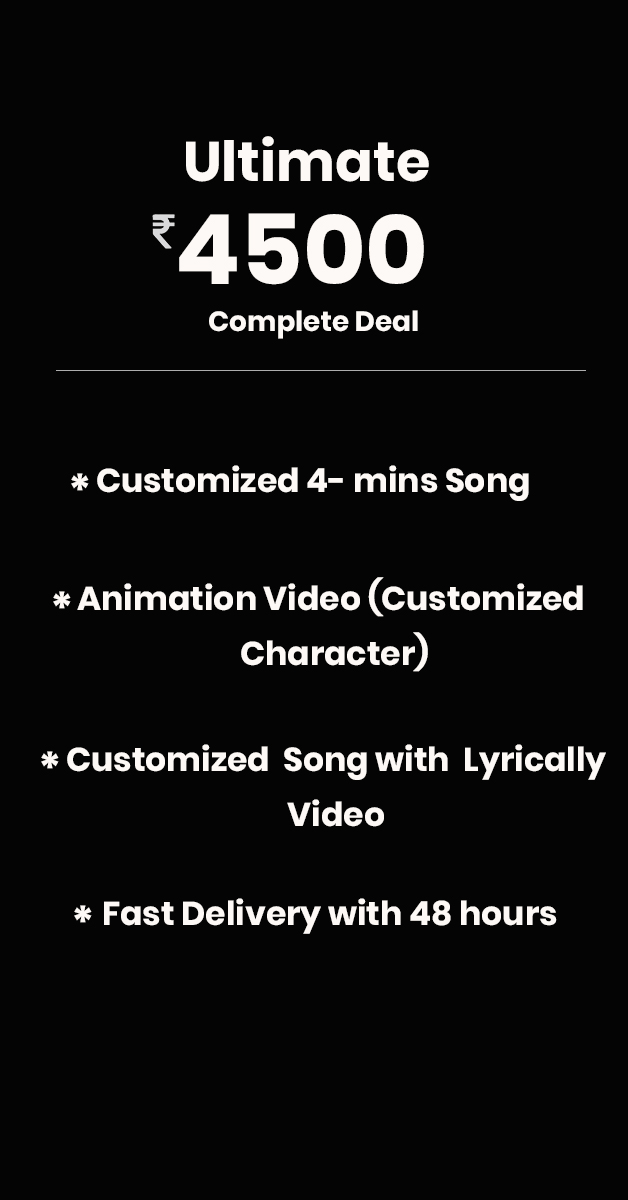 Ultimate
₹4500
Complete Deal
* Customized 4- mins Song
* Animation Video (Customized
Character)
* Customized Song with Lyrically
Video
* Fast Delivery with 48 hours